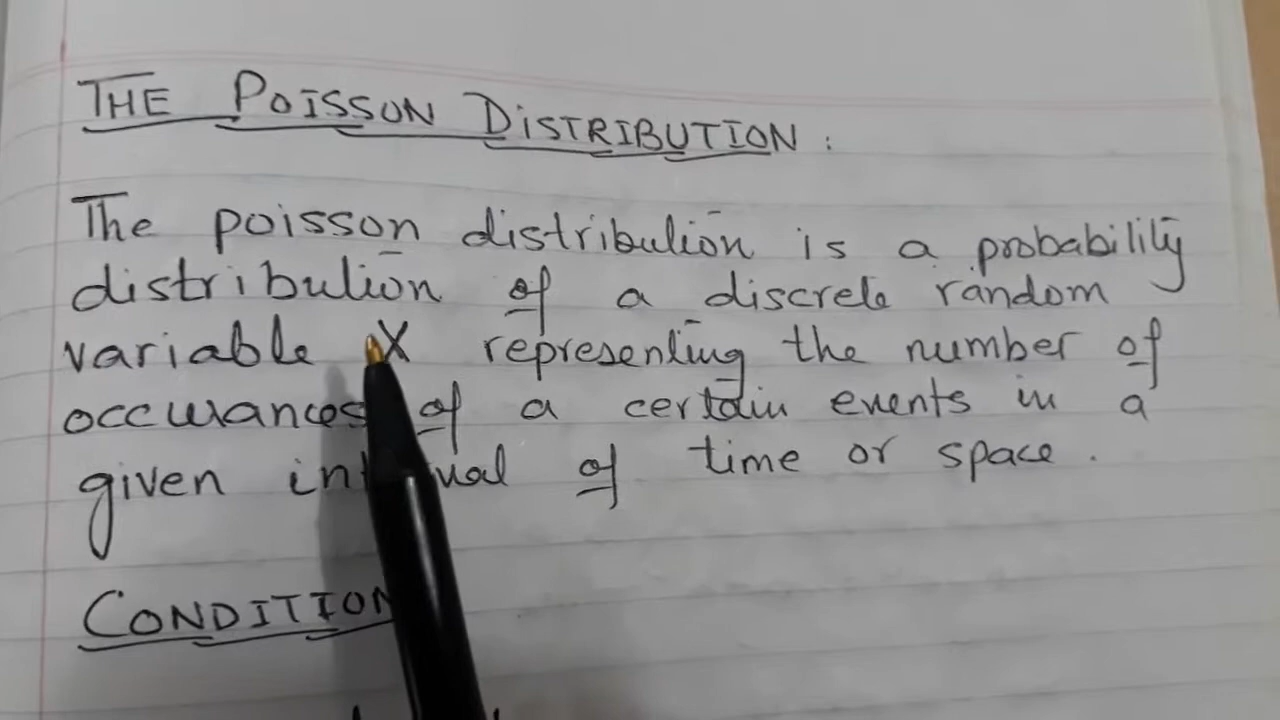 THE POISSON DISTRIBUTION :
The poisson distribution is a probability
distribution of a discrete random
variable X representing the number of
occurances of a certain events in a
given of time or space .
CONDITION